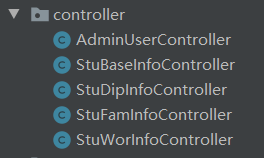 controller
AdminUserController
StuBaseInfoController
StuDipInfoController
StuFamInfoController
StuWorInfoController